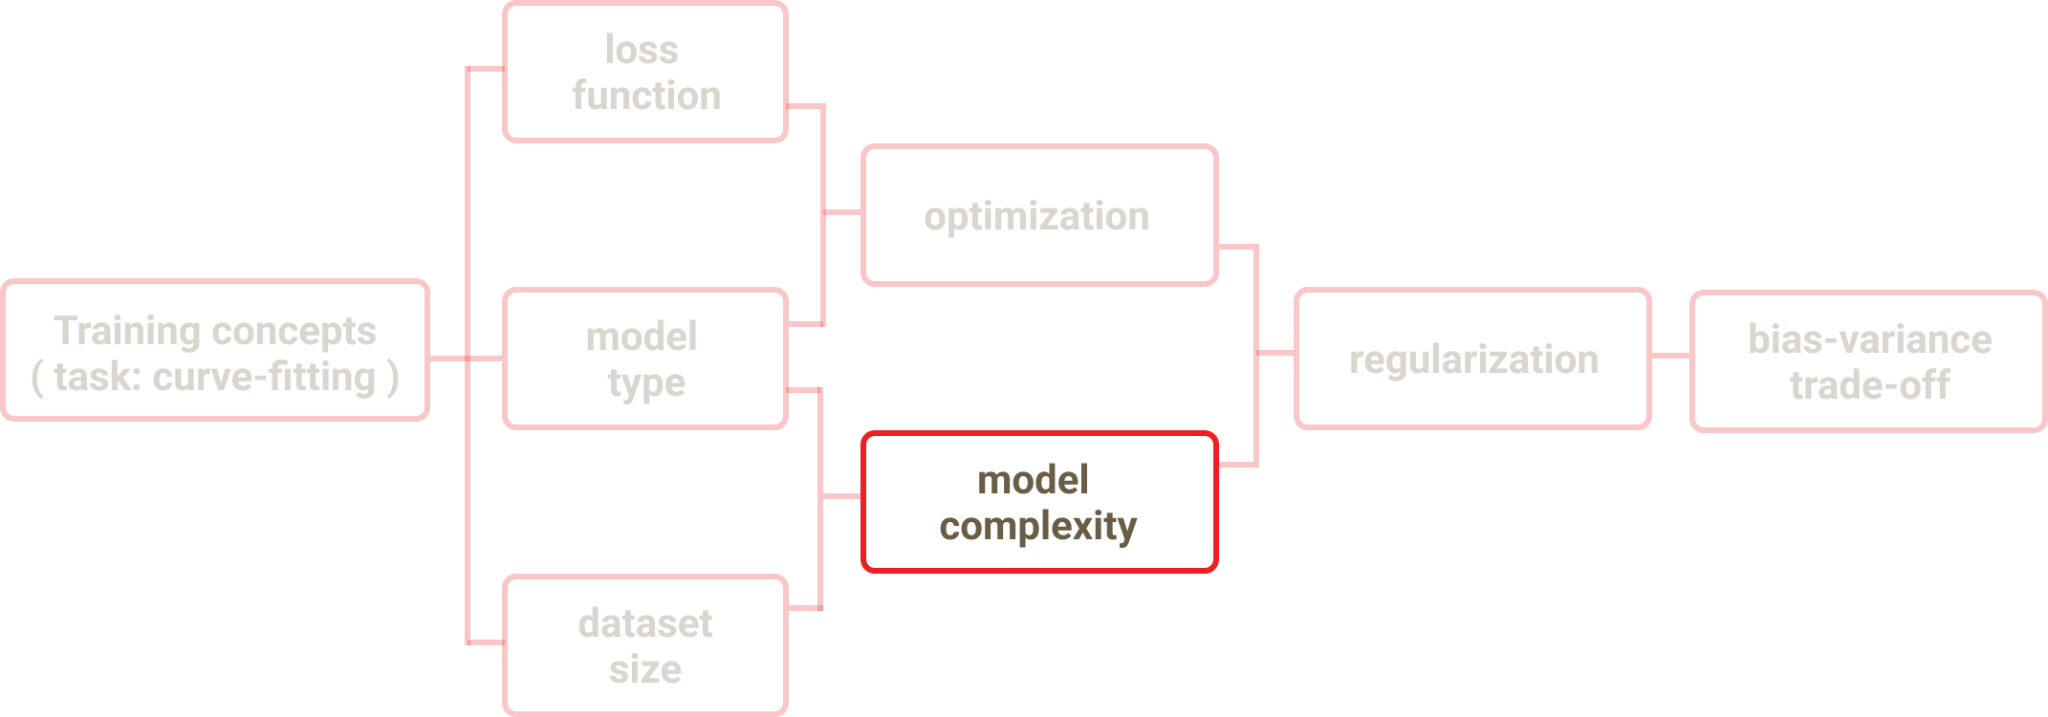 loss
function
optimization
Training concepts
( task: curve-fitting )
model
type
regularization
bias-variance
trade-off
model
complexity
dataset
size